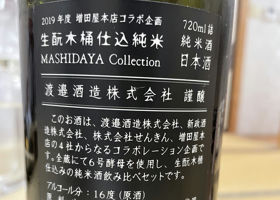 2019年度 増田屋本店コラボ企画
720ml詰
生酛木桶仕込純米
純米酒
MASHIDAYA Collection
日本酒
渡邉酒造株式会社 謹醸
このお酒は、渡邉酒造株式会社、新政酒
造株式会社、株式会社せんきん、増田屋本
店の4社からなるコラボレーション企画で
す。全蔵にて6号酵母を使用し、生酛木桶
仕込みの純米酒飲み比べセットです。
アルコール分：16度(原酒)